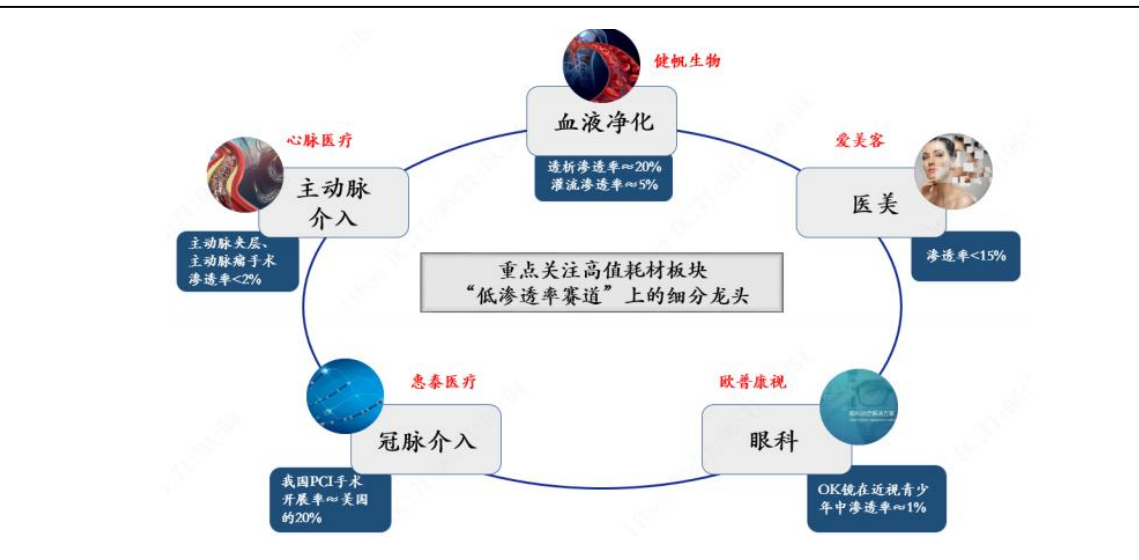 健帆生物
血液净化
透析渗透率≈20%
灌流渗透率≈5%
心脉医疗
主动脉
介入
主动脉夹层、
主动脉瘤手术
渗透率<2%
爱美客
医美
渗透率<15%
重点关注高值耗材板块
“低渗透率赛道”上的细分龙头
惠泰医疗
冠脉介入
我国PCI手术
开展率≈美国
的20%
欧普康视
眼科
OK镜在近视青少
年中渗透率≈1%